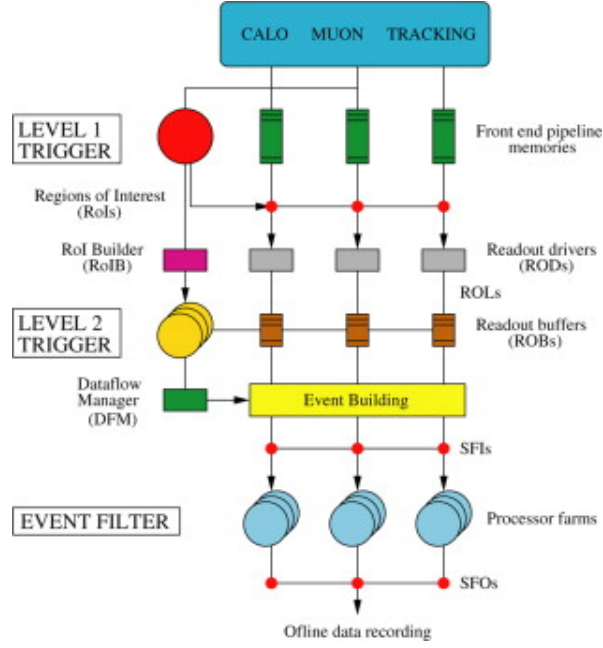 CALO MUON TRACKING
LEVEL 1
TRIGGER
Front end pipeline
memories
Regions of Interest
(RoIs)
RoI Builder
(RoIB)
Readout drivers
(RODs)
ROLs
LEVEL 2
TRIGGER
Readout buffers
(ROBs)
Dataflow
Manager
(DFM)
Event Building
SFIs
EVENT FILTER
Processor farms
SFOs
Ofline data recording